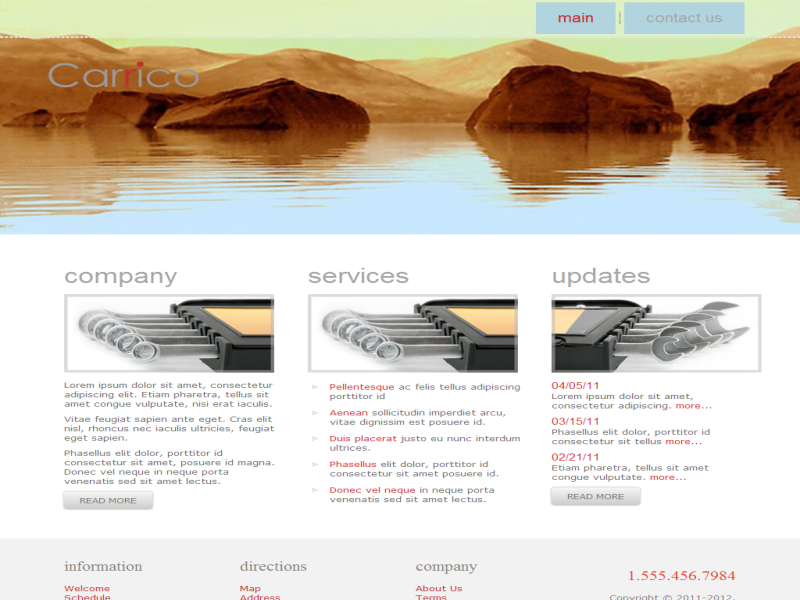 main
contact us
Carrico
company
services
updates
Lorem ipsum dolor sit amet, consectetur
adipiscing elit. Etiam pharetra, tellus sit
amet congue vulputate, nisi erat iaculis.
Vitae feugiat sapien ante eget. Cras elit
nisl, rhoncus nec iaculis ultricies, feugiat
eget sapien.
Phasellus elit dolor, porttitor id
consectetur sit amet, posuere id magna.
Donec vel neque in neque porta
venenatis sed sit amet lectus.
READ MORE
Pellentesque ac felis tellus adipiscing
porttitor id
Aenean sollicitudin imperdiet arcu,
vitae dignissim est posuere id.
Duis placerat justo eu nunc interdum
ultrices.
Phasellus elit dolor, porttitor id
consectetur sit amet posuere id.
Donec vel neque in neque porta
venenatis sed sit amet lectus.
04/05/11
Lorem ipsum dolor sit amet,
consectetur adipiscing. more...
03/15/11
Phasellus elit dolor, porttitor id
consectetur sit tellus more...
02/21/11
Etiam pharetra, tellus sit amet
congue vulputate. more...
READ MORE
information
Welcome
Schedule
directions
Map
Address
company
About Us
Terms
1.555.456.7984
Copyright © 2011-2012.